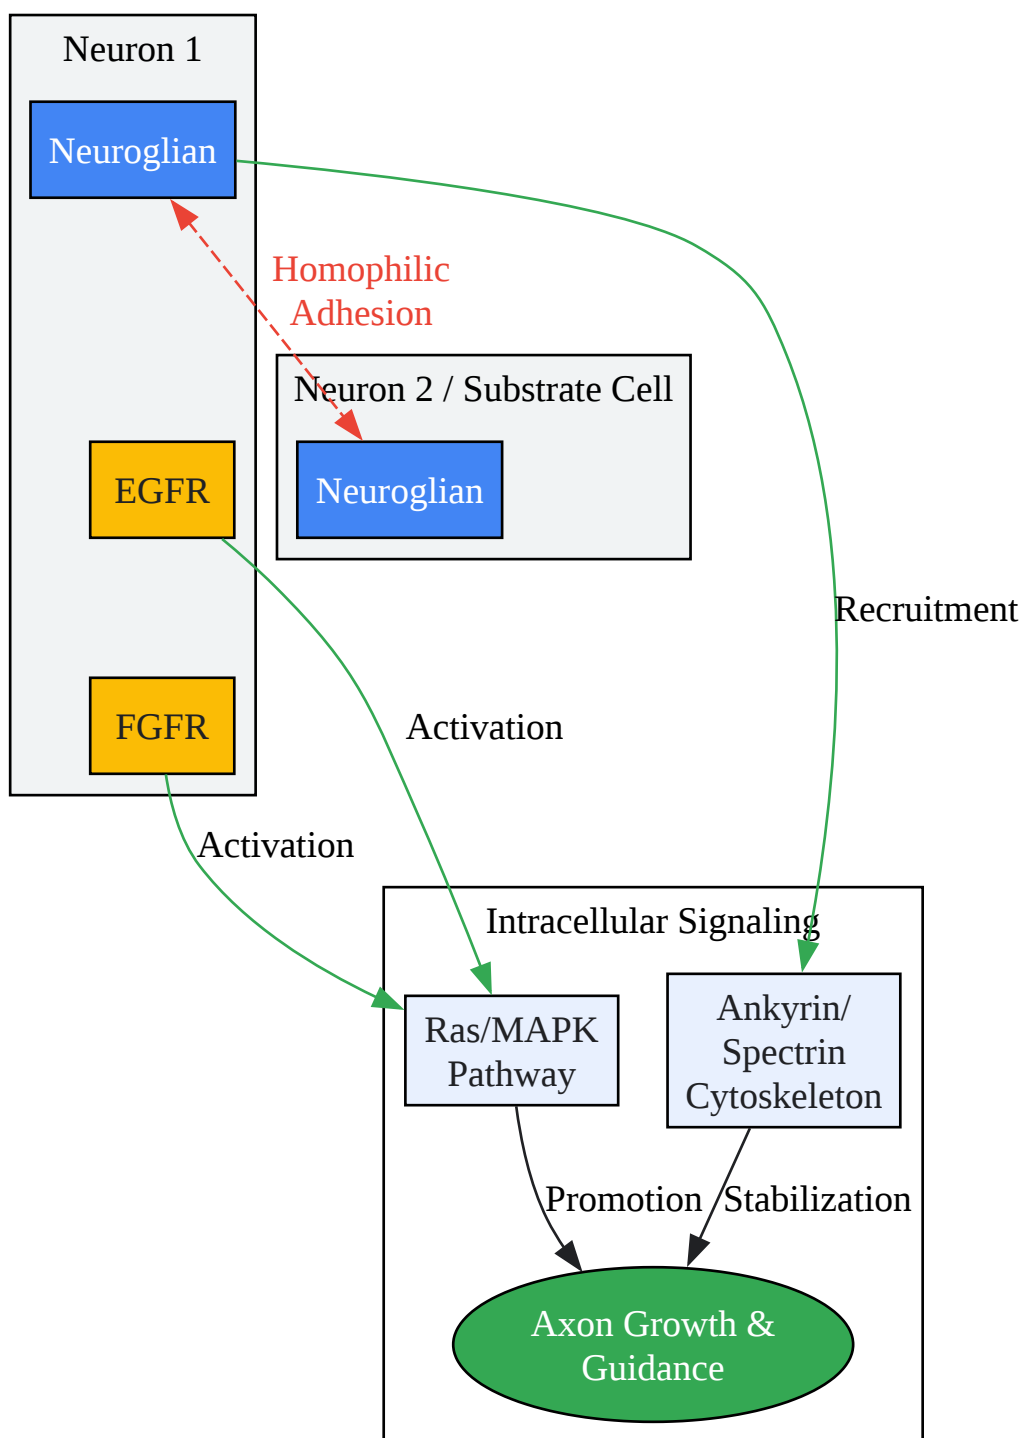 Neuron 1
Neuroglian
Homophilic
Adhesion
Neuron 2 / Substrate Cell
EGFR
Neuroglian
Recruitment
FGFR
Activation
Activation
Intracellular Signaling
Ras/MAPK
Pathway
Ankyrin/
Spectrin
Cytoskeleton
Promotion
Stabilization
Axon Growth &
Guidance